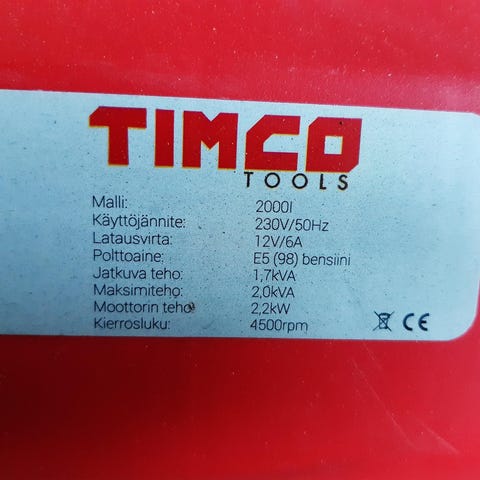 TIMCO
TOOLS
Malli: 2000I
Käyttöjännite: 230V/50Hz
Latausvirta: 12V/6A
Polttoaine: E5 (98) bensiini
Jatkuva teho: 1,7kVA
Maksimiteho: 2,0kVA
Moottorin teho: 2,2kW
Kierrosluku: 4500rpm
CE